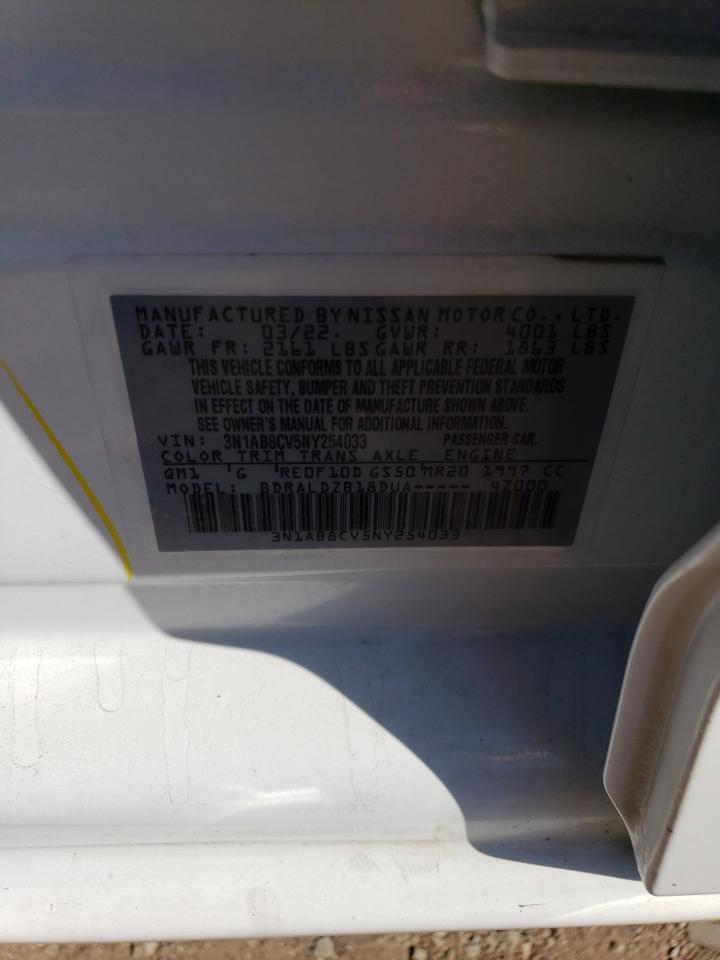 MANUFACTURED BY NISSAN MOTOR CO., LTD.
DATE: 03/22. GVWR: 4001 LBS
GAWR FR: 2161 LBS GAWR RR: 1863 LBS
THIS VEHICLE CONFORMS TO ALL APPLICABLE FEDERAL MOTOR
VEHICLE SAFETY, BUMPER AND THEFT PREVENTION STANDARDS
IN EFFECT ON THE DATE OF MANUFACTURE SHOWN ABOVE.
SEE OWNER'S MANUAL FOR ADDITIONAL INFORMATION.
VIN: 3N1AB8CV5NY254033 PASSENGER CAR.
COLOR TRIM TRANS AXLE ENGINE
QM1 'G 'RE0F10D GS50 MR20 1997 CC
MODEL: BDRALDZB18DUA----- 47000
3N1AB8CV5NY254033